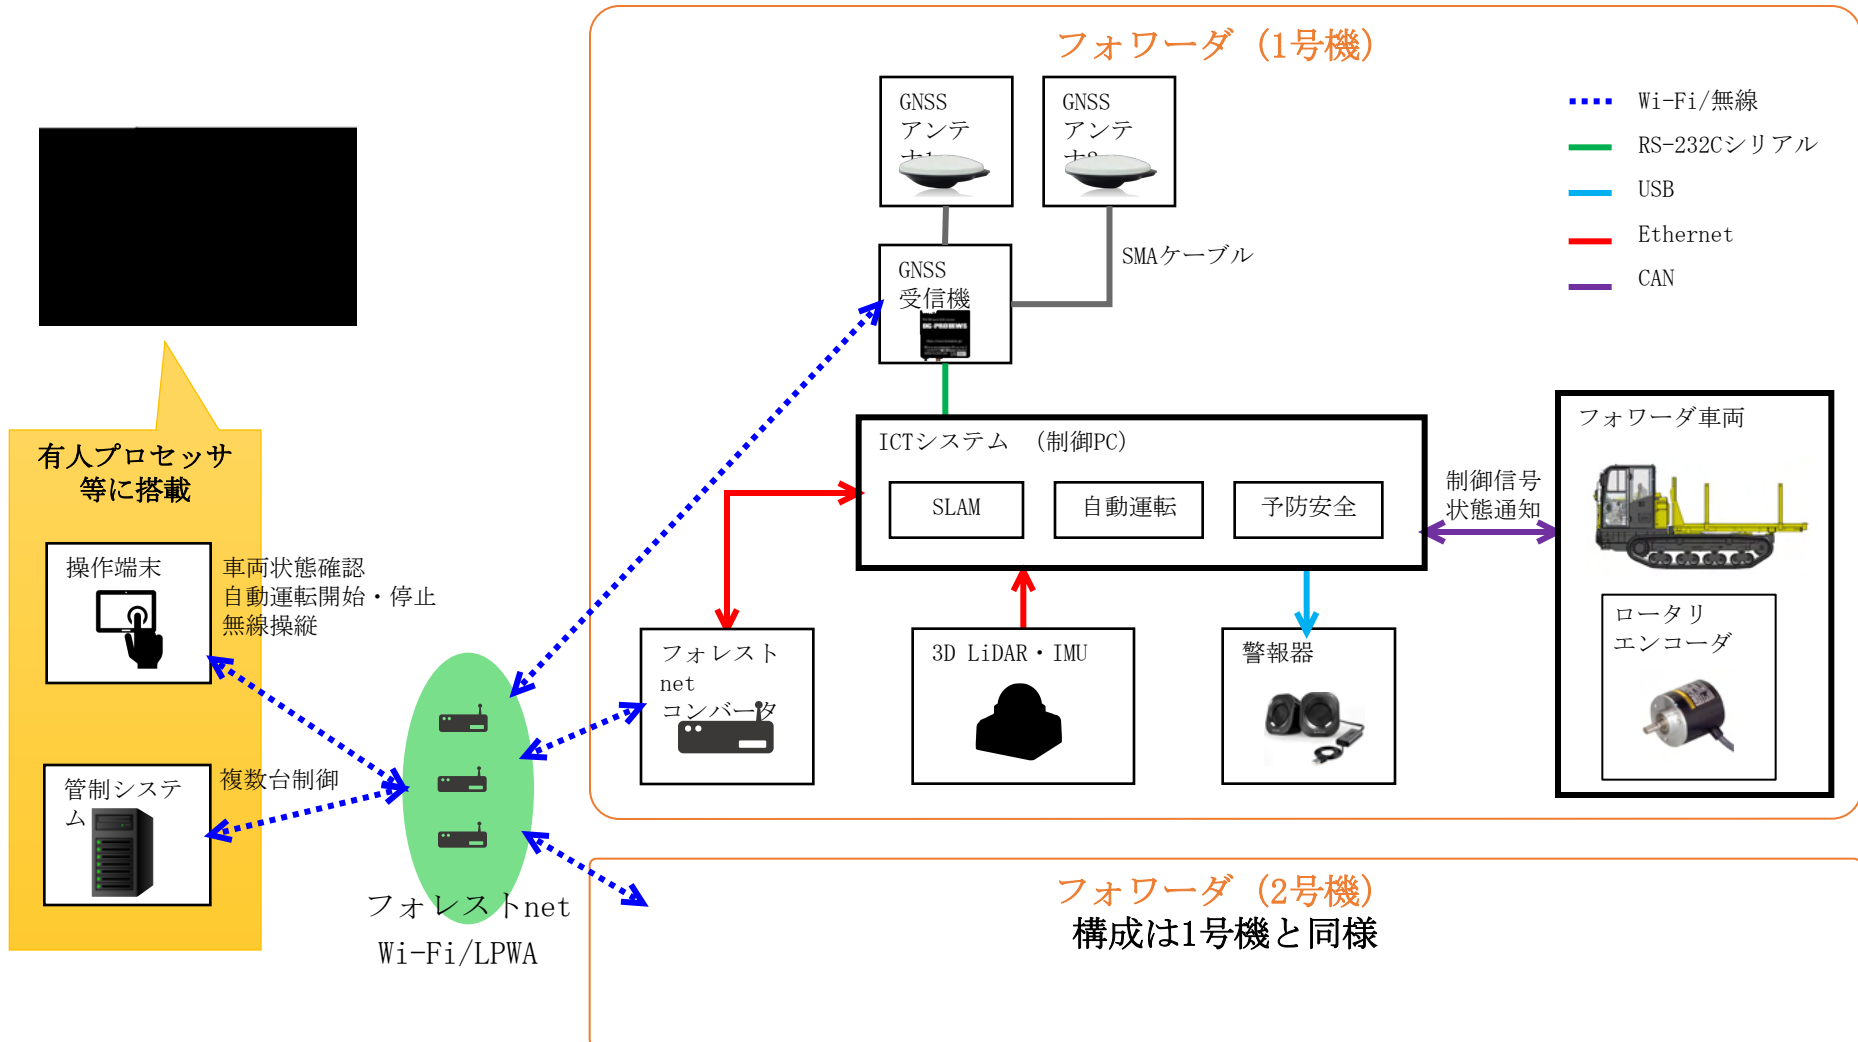 フォワーダ（1号機）
GNSS
アンテ
ナ1
GNSS
アンテ
Wi-Fi/無線
RS-232Cシリアル
USB
Ethernet
CAN
SMAケーブル
GNSS
受信機
ICTシステム　（制御PC）
SLAM
自動運転
予防安全
制御信号
状態通知
フォワーダ車両
ロータリ
エンコーダ
有人プロセッサ
等に搭載
操作端末
車両状態確認
自動運転開始・停止
無線操縦
管制システ
ム
複数台制御
フォレストnet
Wi-Fi/LPWA
フォレスト
net
コンバータ
3D LiDAR・IMU
警報器
フォワーダ（2号機）
構成は1号機と同様